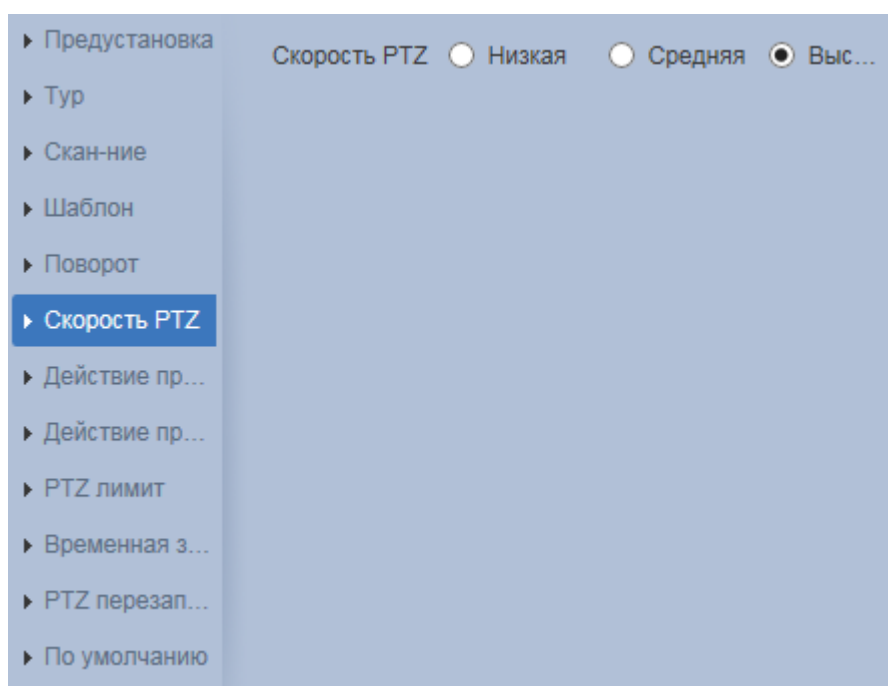 Предустановка
Тур
Скан-ние
Шаблон
Поворот
Скорость PTZ
Действие пр...
Действие пр...
PTZ лимит
Временная з...
PTZ перезап...
По умолчанию
Скорость PTZ Низкая Средняя Выс...